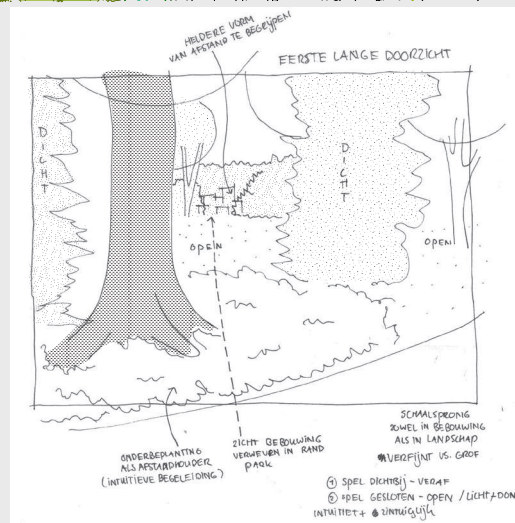 HELDERE VORM
VAN AFSTAND TE BEGRIJPEN
EERSTE LANGE DOORZICHT
DICHT
DICHT
OPEN
OPEN
ONDERBEPLANTING
ALS AFSTANDHOUDER
(INTUÏTIEVE BEGELEIDING)
ZICHT BEBOUWING
VERWEVEN IN RAND
PARK
SCHAALSPRONG
ZOWEL IN BEBOUWING
ALS IN LANDSCHAP
VERFIJNT VS. GROF
① SPEL DICHTBIJ - VERAF
② SPEL GESLOTEN - OPEN / LICHT + DON
INTUITIEF + ZINTUIGLIJK